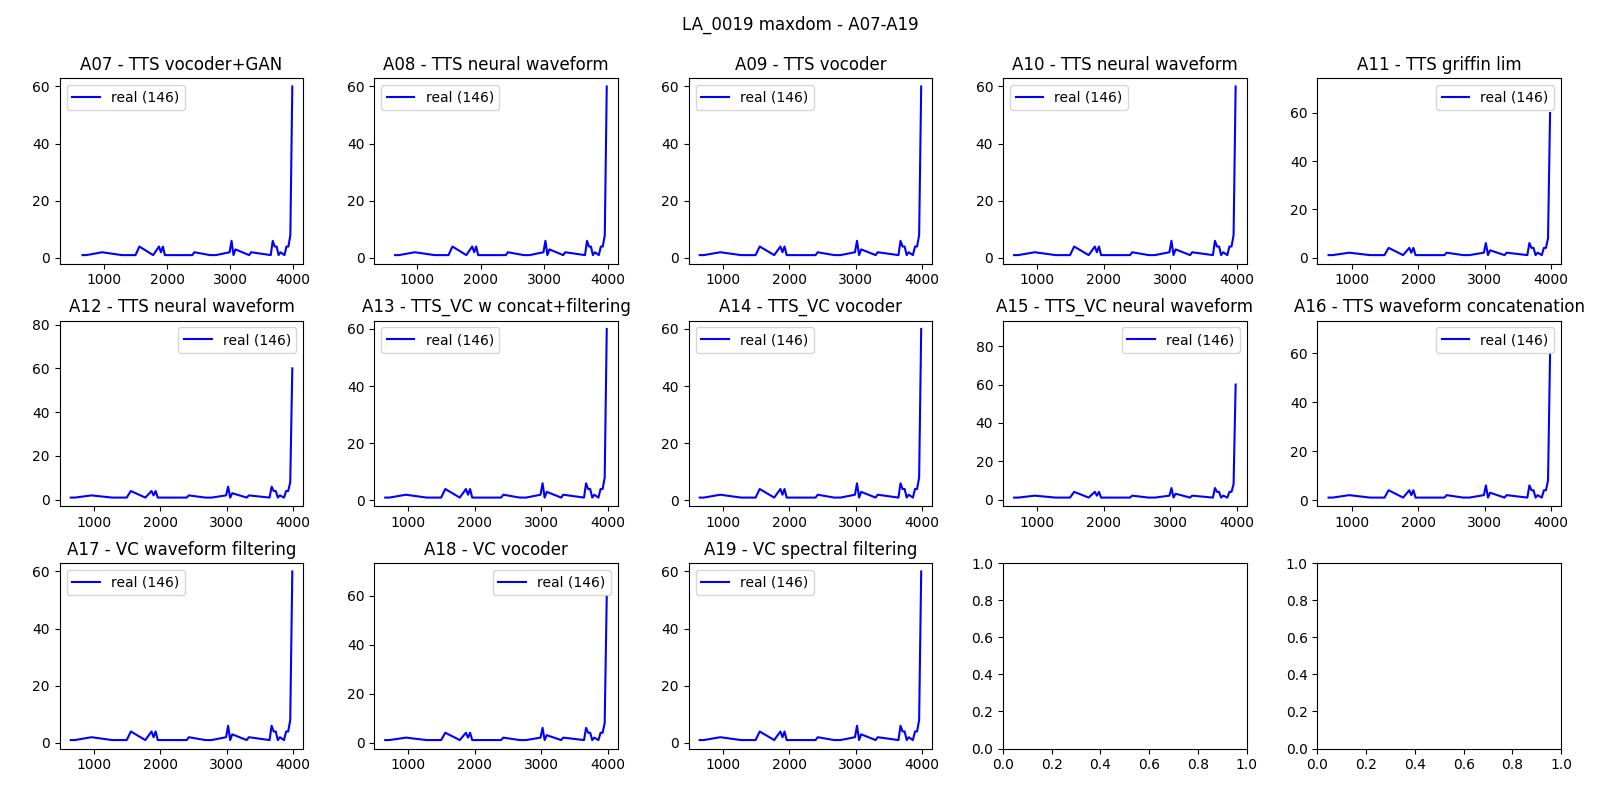 LA_0019 maxdom - A07-A19
A07 - TTS vocoder+GAN
A08 - TTS neural waveform
A09 - TTS vocoder
A10 - TTS neural waveform
A11 - TTS griffin lim
real (146)
real (146)
real (146)
real (146)
real (146)
60
40
20
0
60
40
20
0
60
40
20
0
60
40
20
0
60
40
20
0
1000 2000 3000 4000
1000 2000 3000 4000
1000 2000 3000 4000
1000 2000 3000 4000
1000 2000 3000 4000
A12 - TTS neural waveform
A13 - TTS_VC w concat+filtering
A14 - TTS_VC vocoder
A15 - TTS_VC neural waveform
A16 - TTS waveform concatenation
real (146)
real (146)
real (146)
real (146)
real (146)
80
60
40
20
0
60
40
20
0
60
40
20
0
80
60
40
20
0
60
40
20
0
1000 2000 3000 4000
1000 2000 3000 4000
1000 2000 3000 4000
1000 2000 3000 4000
1000 2000 3000 4000
A17 - VC waveform filtering
A18 - VC vocoder
A19 - VC spectral filtering
real (146)
real (146)
real (146)
60
40
20
0
60
40
20
0
60
40
20
0
1.0
0.8
0.6
0.4
0.2
0.0
1.0
0.8
0.6
0.4
0.2
0.0
1000 2000 3000 4000
1000 2000 3000 4000
1000 2000 3000 4000
0.0 0.2 0.4 0.6 0.8 1.0
0.0 0.2 0.4 0.6 0.8 1.0